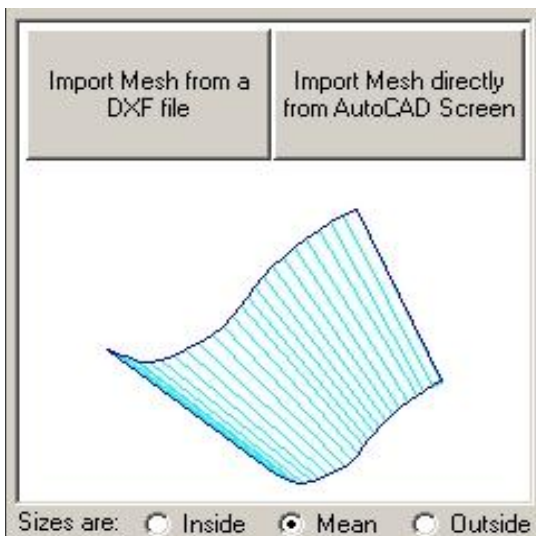 Import Mesh from a
DXF file
Import Mesh directly
from AutoCAD Screen
Sizes are: Inside Mean Outside